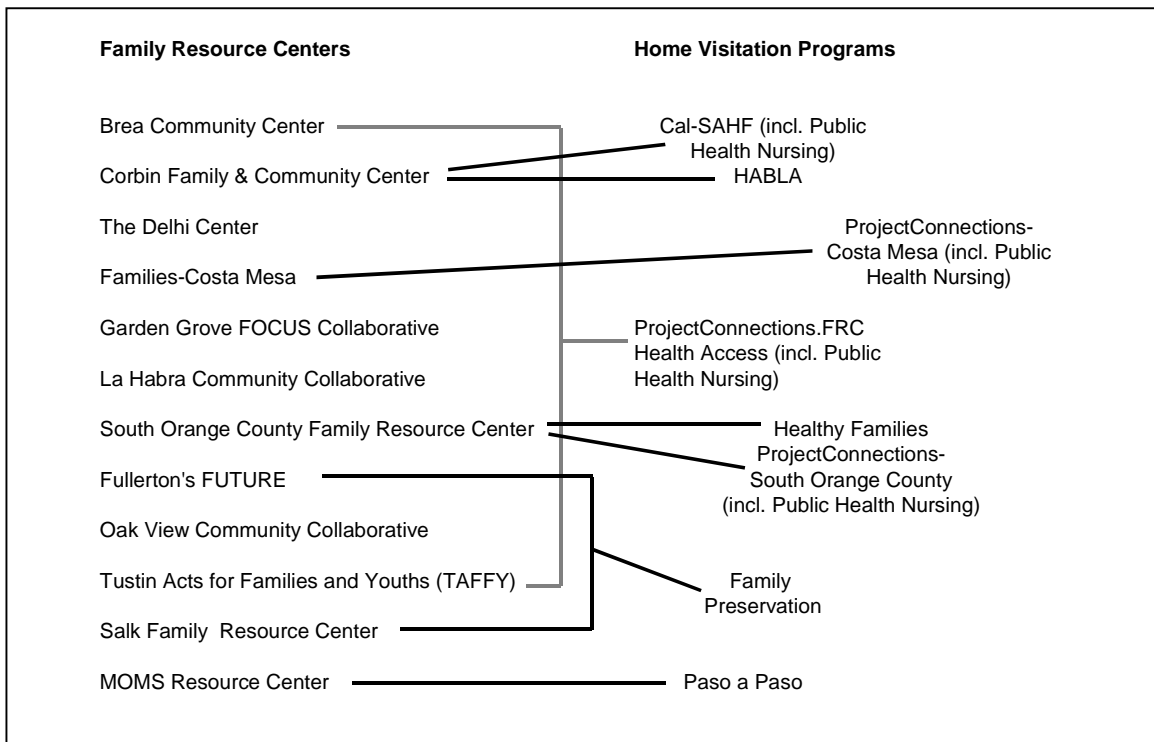 Family Resource Centers
Home Visitation Programs
Brea Community Center
Corbin Family & Community Center
The Delhi Center
Families-Costa Mesa
Garden Grove FOCUS Collaborative
La Habra Community Collaborative
South Orange County Family Resource Center
Fullerton's FUTURE
Oak View Community Collaborative
Tustin Acts for Families and Youths (TAFFY)
Salk Family Resource Center
MOMS Resource Center
Cal-SAHF (incl. Public
Health Nursing)
HABLA
ProjectConnections-
Costa Mesa (incl. Public
Health Nursing)
ProjectConnections.FRC
Health Access (incl. Public
Health Nursing)
Healthy Families
ProjectConnections-
South Orange County
(incl. Public Health Nursing)
Family
Preservation
Paso a Paso